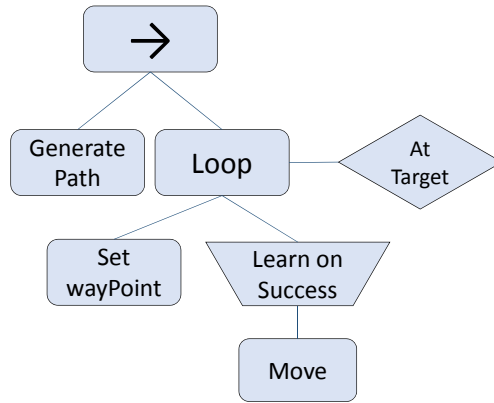 →
Generate
Path
Loop
At
Target
Set
wayPoint
Learn on
Success
Move